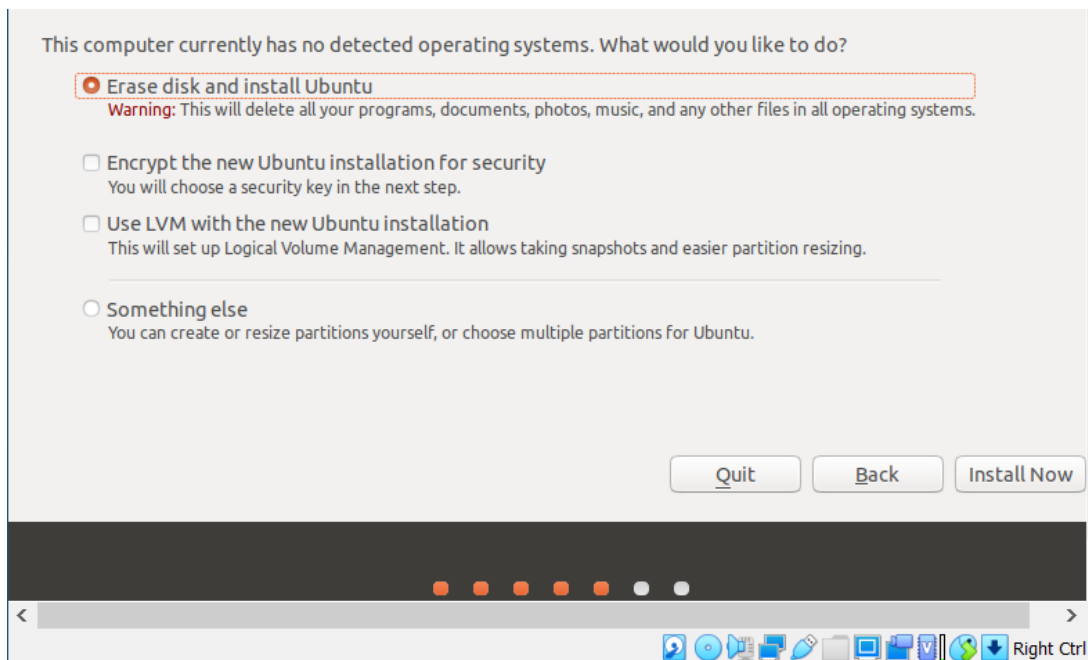 This computer currently has no detected operating systems. What would you like to do?
Erase disk and install Ubuntu
Warning: This will delete all your programs, documents, photos, music, and any other files in all operating systems.
Encrypt the new Ubuntu installation for security
You will choose a security key in the next step.
Use LVM with the new Ubuntu installation
This will set up Logical Volume Management. It allows taking snapshots and easier partition resizing.
Something else
You can create or resize partitions yourself, or choose multiple partitions for Ubuntu.
Quit Back Install Now
Right Ctrl